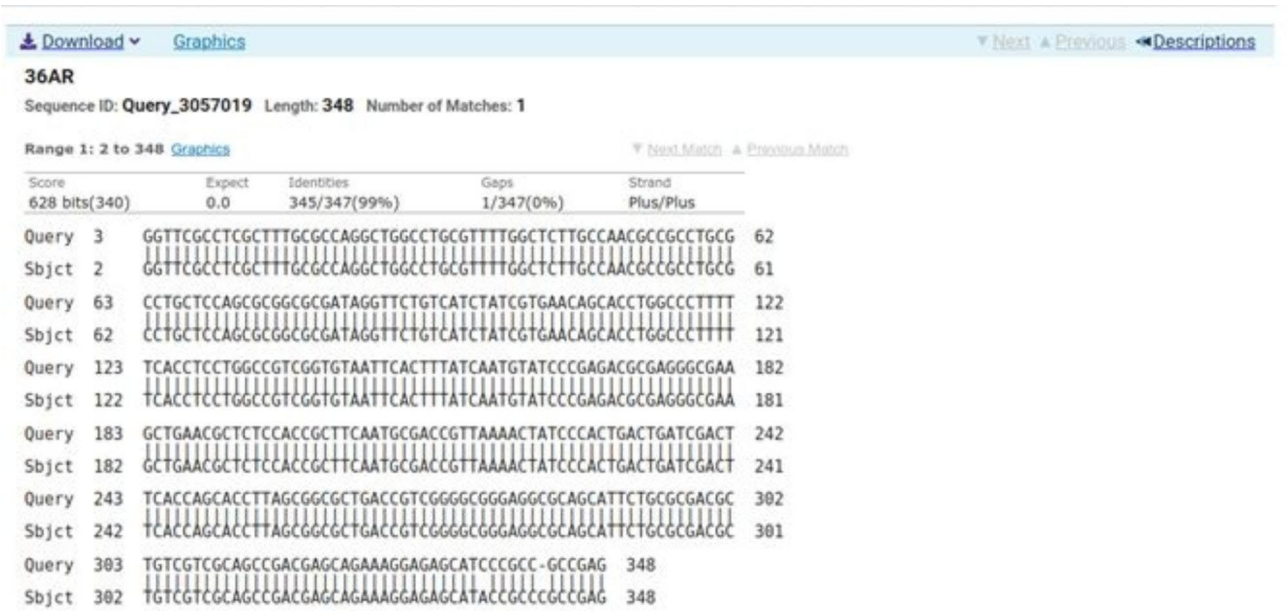 Download Graphics Next Previous Descriptions
36AR
Sequence ID: Query_3057019 Length: 348 Number of Matches: 1
Range 1: 2 to 348 Graphics Next Match Previous Match
Score Expect Identities Gaps Strand
628 bits(340) 0.0 345/347(99%) 1/347(0%) Plus/Plus
Query 3 GGTTCGCCTCGCTTTGCGCCAGGCTGGCCTGCGTTTTGGCTCTTGCCAACGCCGCCTGCG 62
Sbjct 2 GGTTCGCCTCGCTTTGCGCCAGGCTGGCCTGCGTTTTGGCTCTTGCCAACGCCGCCTGCG 61
Query 63 CCTGCTCCAGCGCGGCGCGATAGGTTCTGTCATCTATCGTGAACAGCACCTGGCCCTTTT 122
Sbjct 62 CCTGCTCCAGCGCGGCGCGATAGGTTCTGTCATCTATCGTGAACAGCACCTGGCCCTTTT 121
Query 123 TCACCTCCTGGCCGTCGGTGTAATTCACTTTATCAATGTATCCCGAGACGCGAGGGCGAA 182
Sbjct 122 TCACCTCCTGGCCGTCGGTGTAATTCACTTTATCAATGTATCCCGAGACGCGAGGGCGAA 181
Query 183 GCTGAACGCTCTCCACCGCTTCAATGCGACCGTTAAAACTATCCCACTGACTGATCGACT 242
Sbjct 182 GCTGAACGCTCTCCACCGCTTCAATGCGACCGTTAAAACTATCCCACTGACTGATCGACT 241
Query 243 TCACCAGCACCTTAGCGGCGCTGACCGTCGGGGCGGGAGGCGCAGCATTCTGCGCGACGC 302
Sbjct 242 TCACCAGCACCTTAGCGGCGCTGACCGTCGGGGCGGGAGGCGCAGCATTCTGCGCGACGC 301
Query 303 TGTCGTCGCAGCCGACGAGCAGAAAGGAGAGCATCCCGCC-GCCGAG 348
Sbjct 302 TGTCGTCGCAGCCGACGAGCAGAAAGGAGAGCATACCGCCCGCCGAG 348